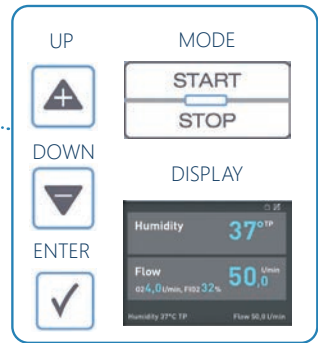 UP
+
DOWN
−
ENTER
MODE
START
STOP
DISPLAY
Humidity 37°TP
Flow 50,0 l/min
O2 4,0 l/min, FIO2 32%
Humidity 37°C TP Flow 50,0 l/min